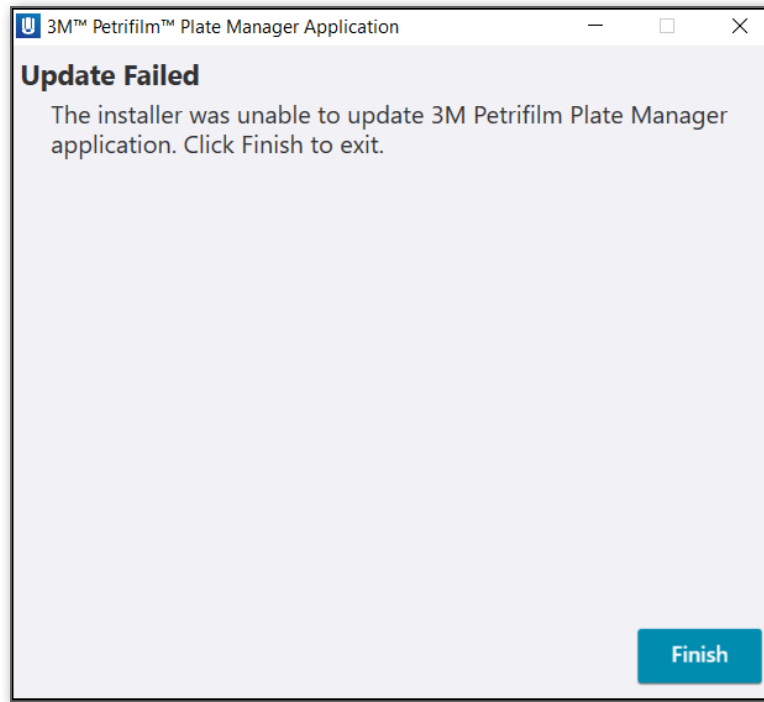 3M™ Petrifilm™ Plate Manager Application
Update Failed
The installer was unable to update 3M Petrifilm Plate Manager
application. Click Finish to exit.
Finish